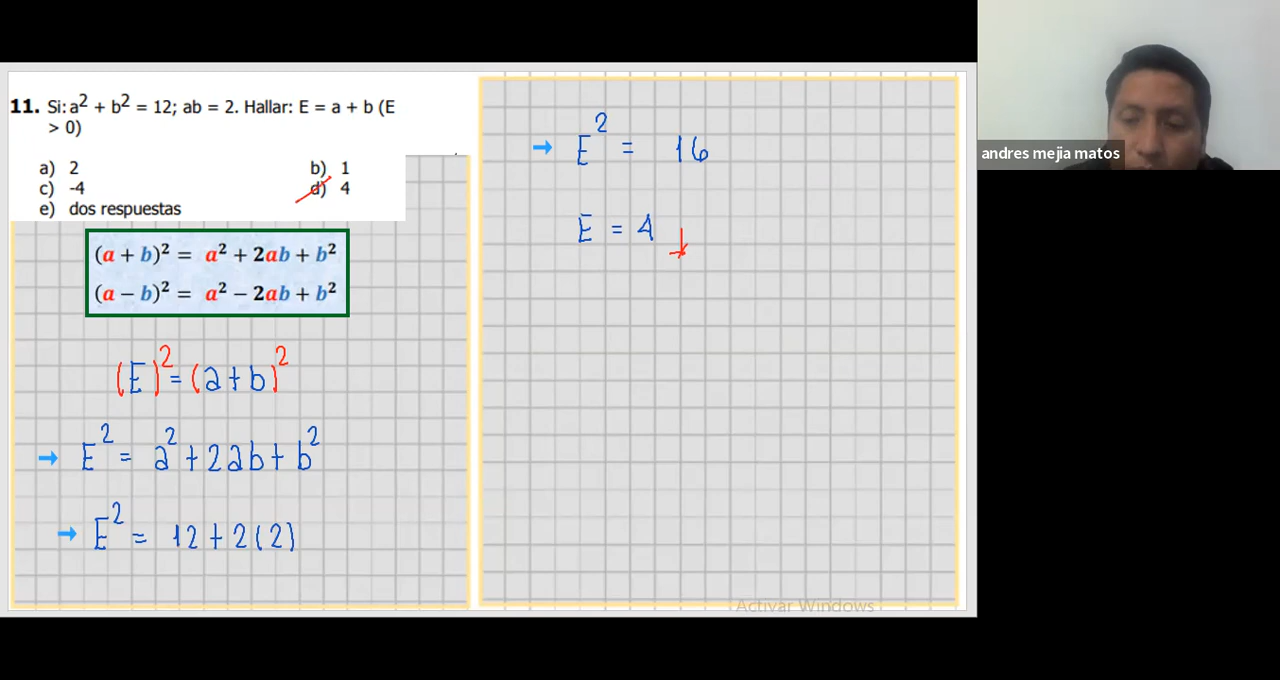 11. Si: a² + b² = 12; ab = 2. Hallar: E = a + b (E
> 0)
a) 2
b) 1
c) -4
d) 4
e) dos respuestas
(a + b)² = a² + 2ab + b²
(a − b)² = a² − 2ab + b²
(E)² = (a+b)²
→ E² = a² + 2ab + b²
→ E² = 12 + 2(2)
→ E² = 16
E = 4
andres mejia matos
Activar Windows